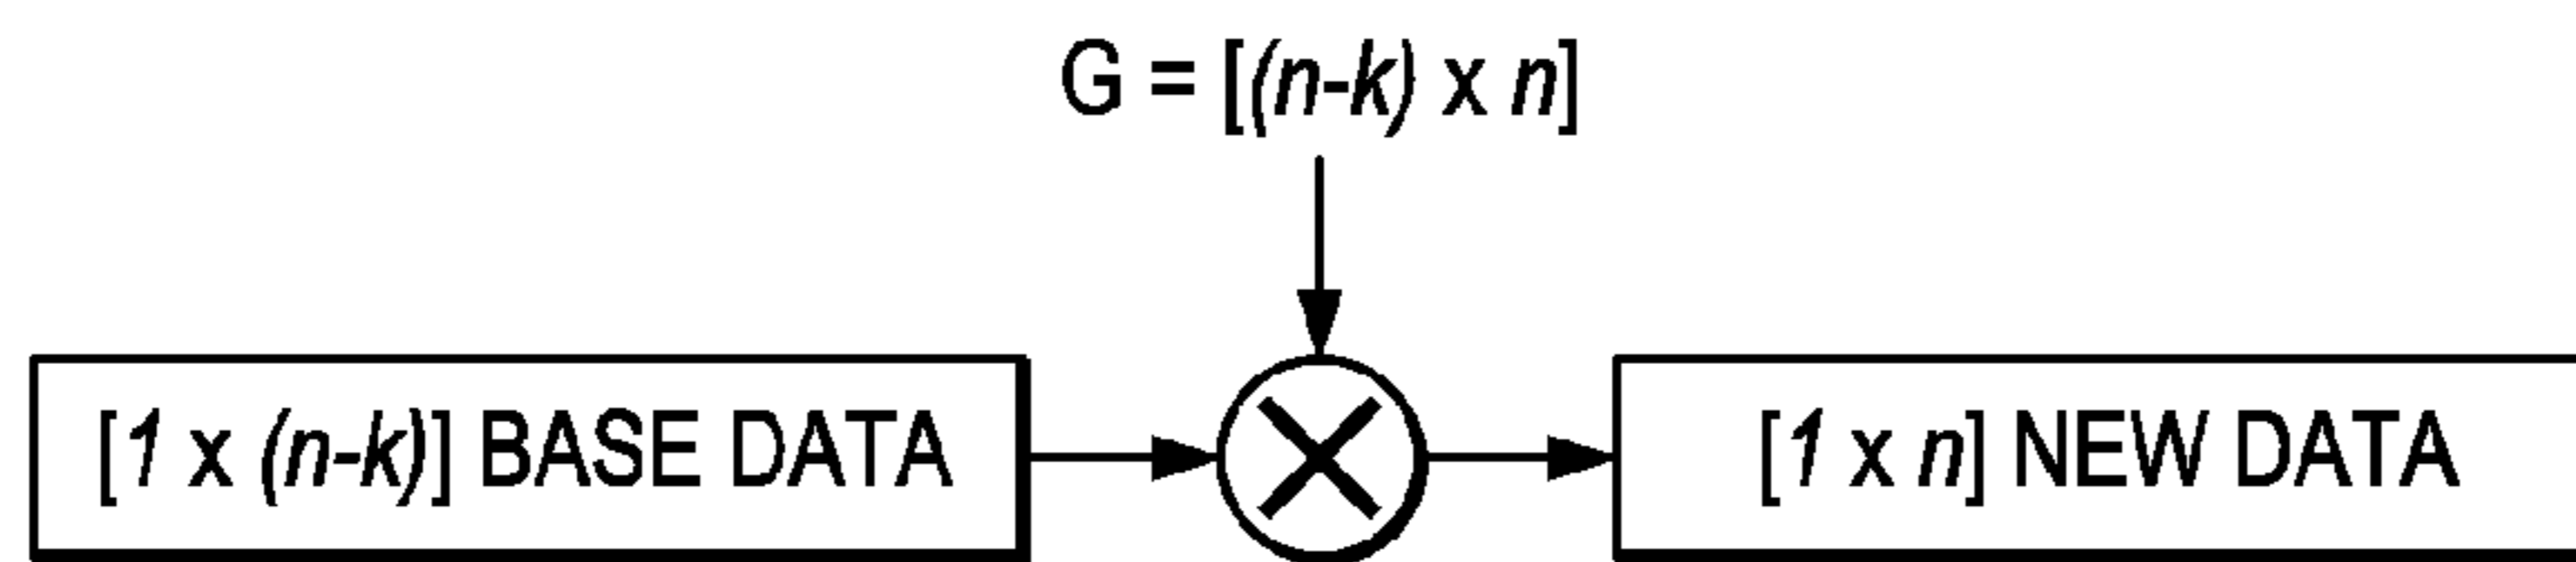 G = [(n-k) x n]
[1 x (n-k)] BASE DATA
[1 x n] NEW DATA